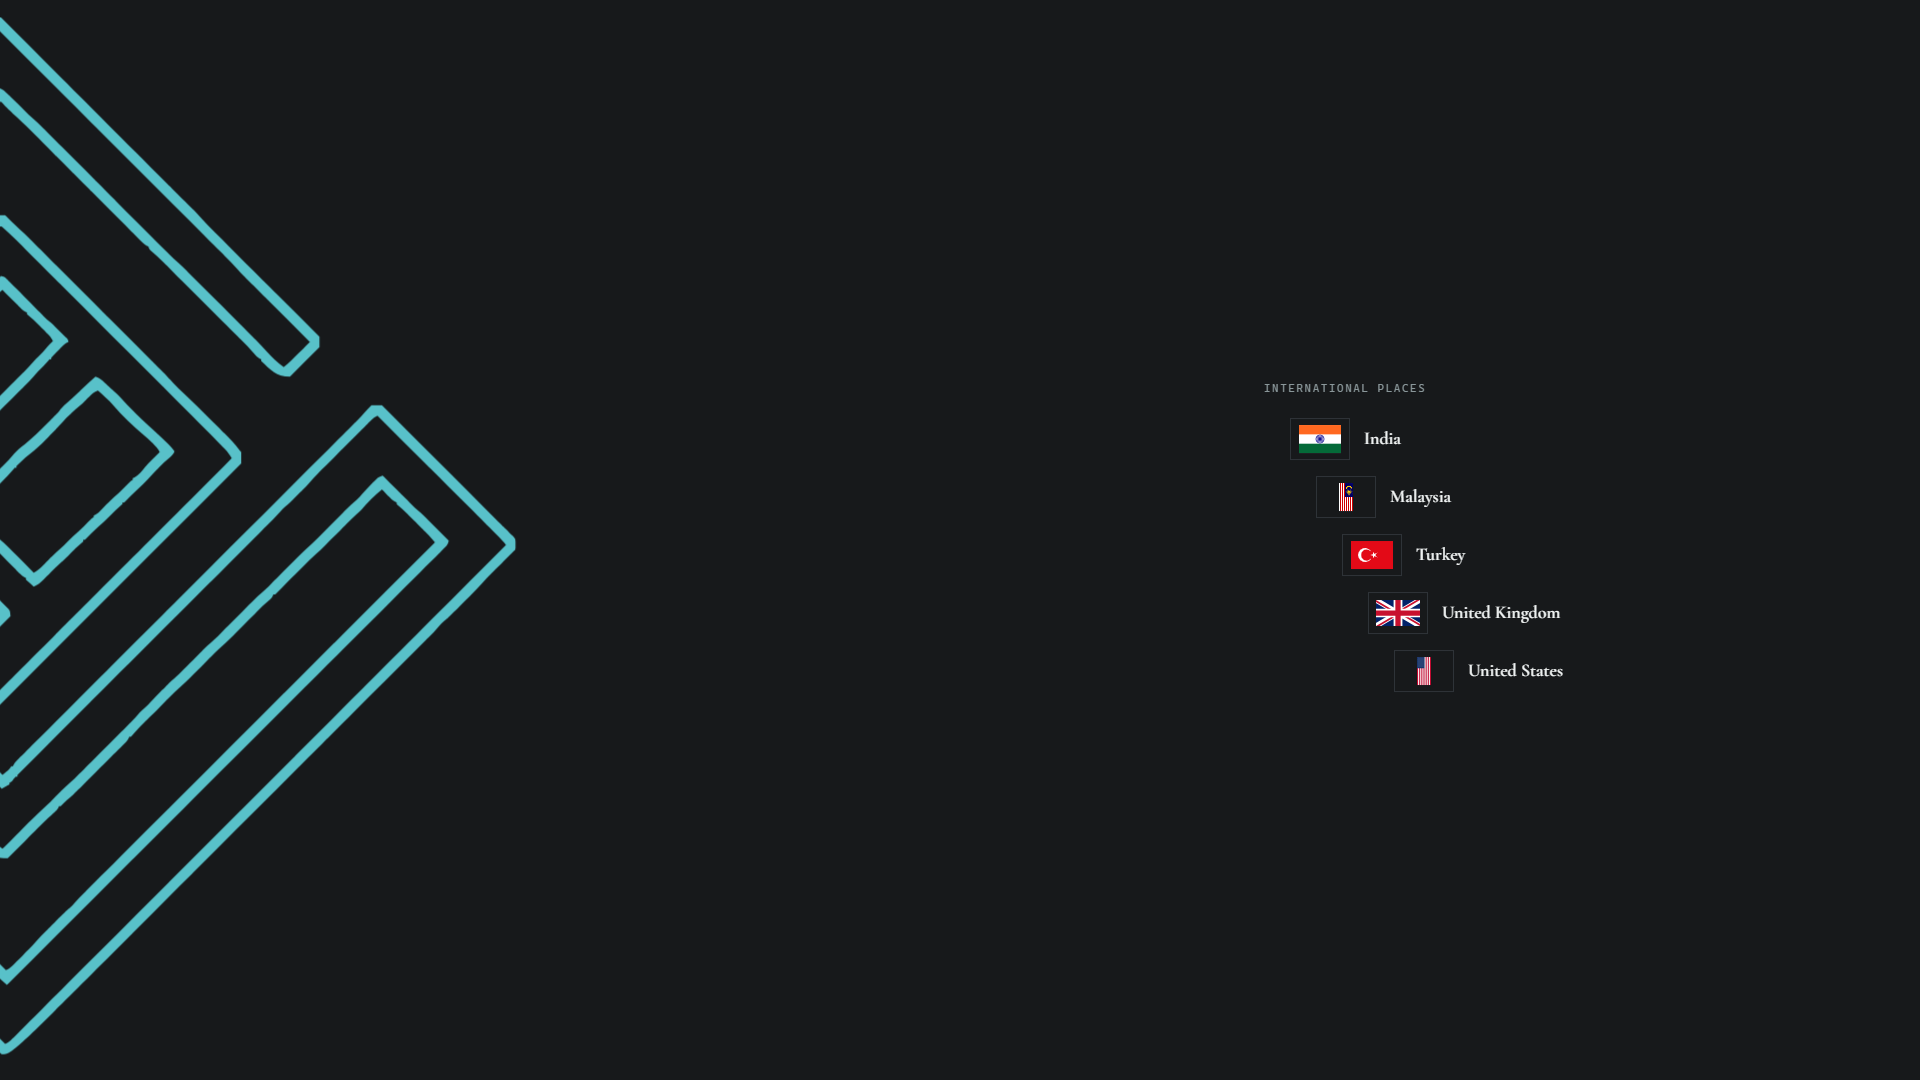 INTERNATIONAL PLACES
India
Malaysia
Turkey
United Kingdom
United States